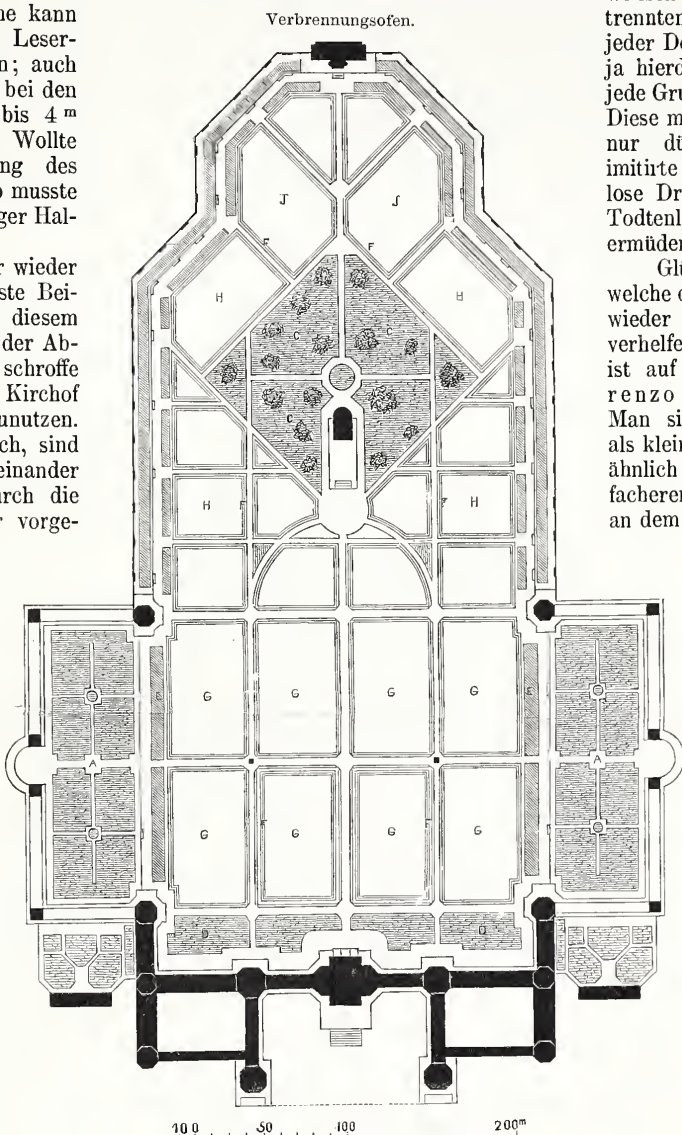 Verbrennungsofen.
ne kann
Leser-
n; auch
bei den
bis 4 m
Wollte
ng des
o musste
ger Hal-
r wieder
ste Bei-
diesem
der Ab-
schroffe
Kirchof
unutzen.
ch, sind
einander
urch die
r vorge-
trennten
jeder De
ja hierd
jede Gru
Diese m
nur dü
imitirte
lose Dr
Todtenl
ermüden
Glü
welche d
wieder
verhelfe
ist auf
renzo
Man si
als klein
ähnlich
facheren
an dem
J J
F F
H H
C C
C
H F F H
E G G G G E
A A
G F G G F G
D D
100 50 100 200m